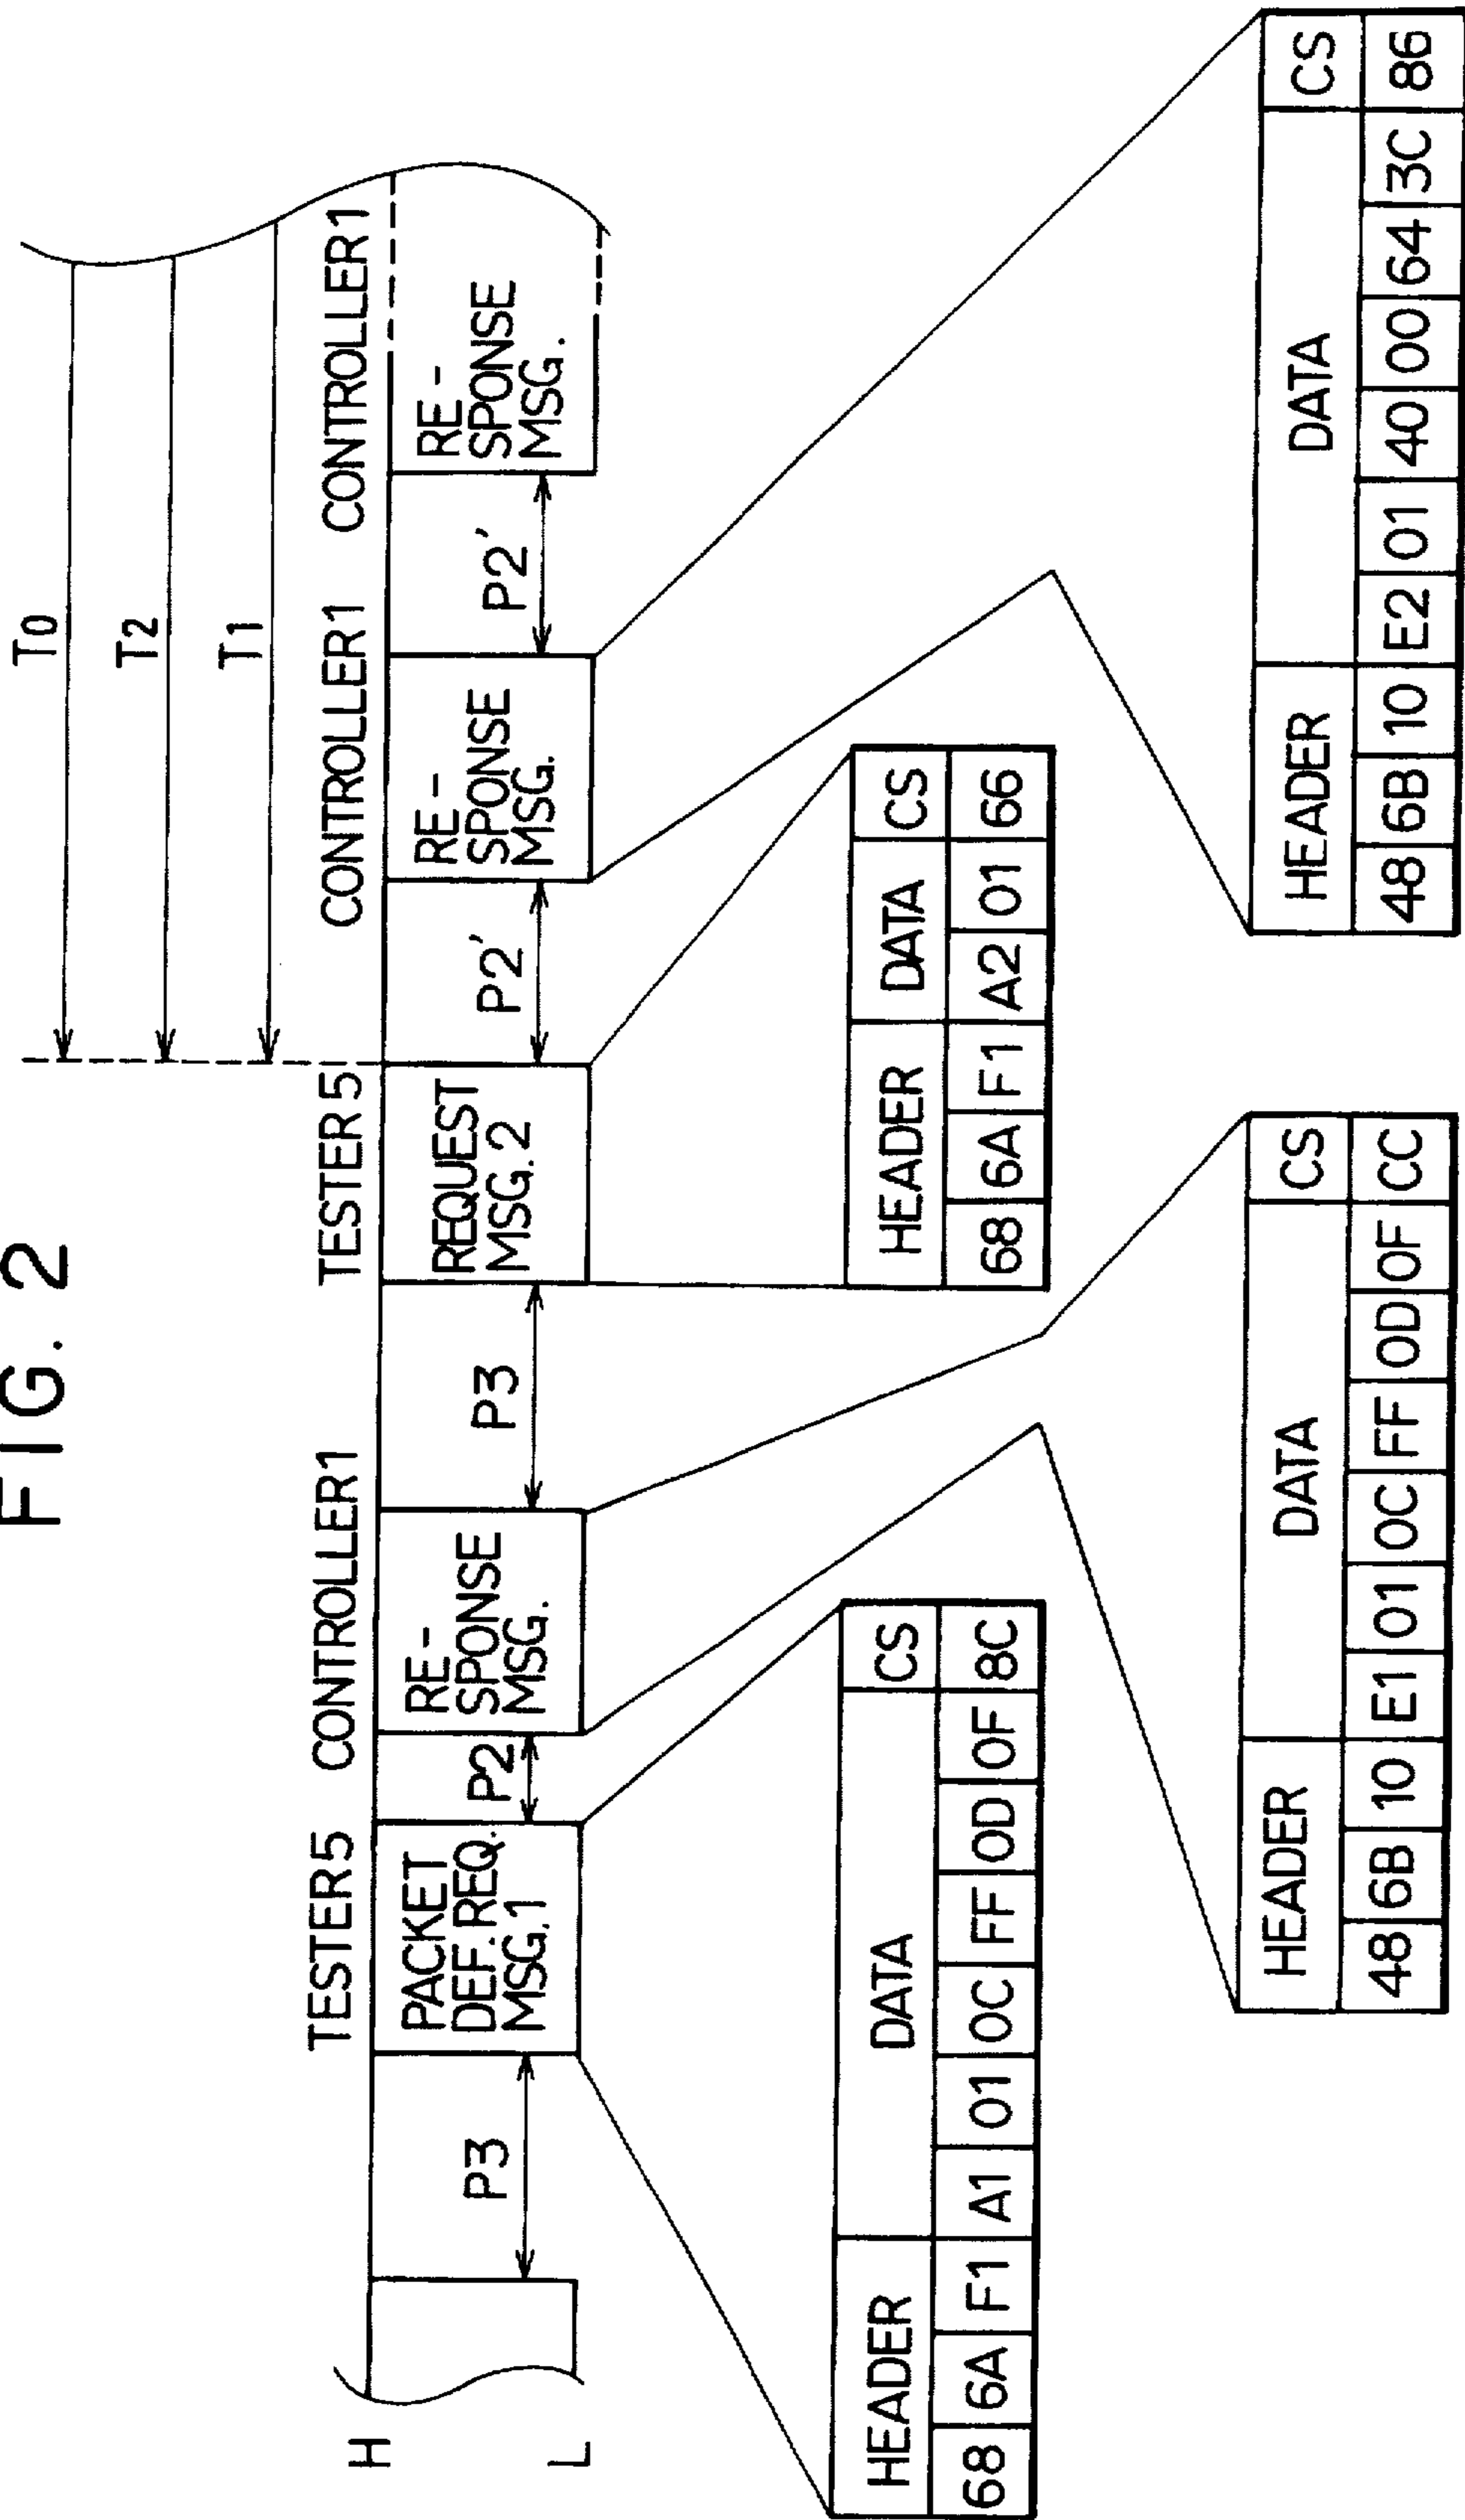 FIG. 2
T0
T2
T1
TESTER5 CONTROLLER1 TESTER5 CONTROLLER1 CONTROLLER1
H
L
P3
PACKET
DEF.REQ.
MSG.1
P2
RE-
SPONSE
MSG.
P3
REQUEST
MSG.2
P2'
RE-
SPONSE
MSG.
P2'
RE-
SPONSE
MSG.
HEADER DATA CS
68 6A F1 A1 01 0C FF 0D 0F 8C
HEADER DATA CS
68 6A F1 A2 01 66
HEADER DATA CS
48 6B 10 E1 01 0C FF 0D 0F CC
HEADER DATA CS
48 6B 10 E2 01 40 00 64 3C 86